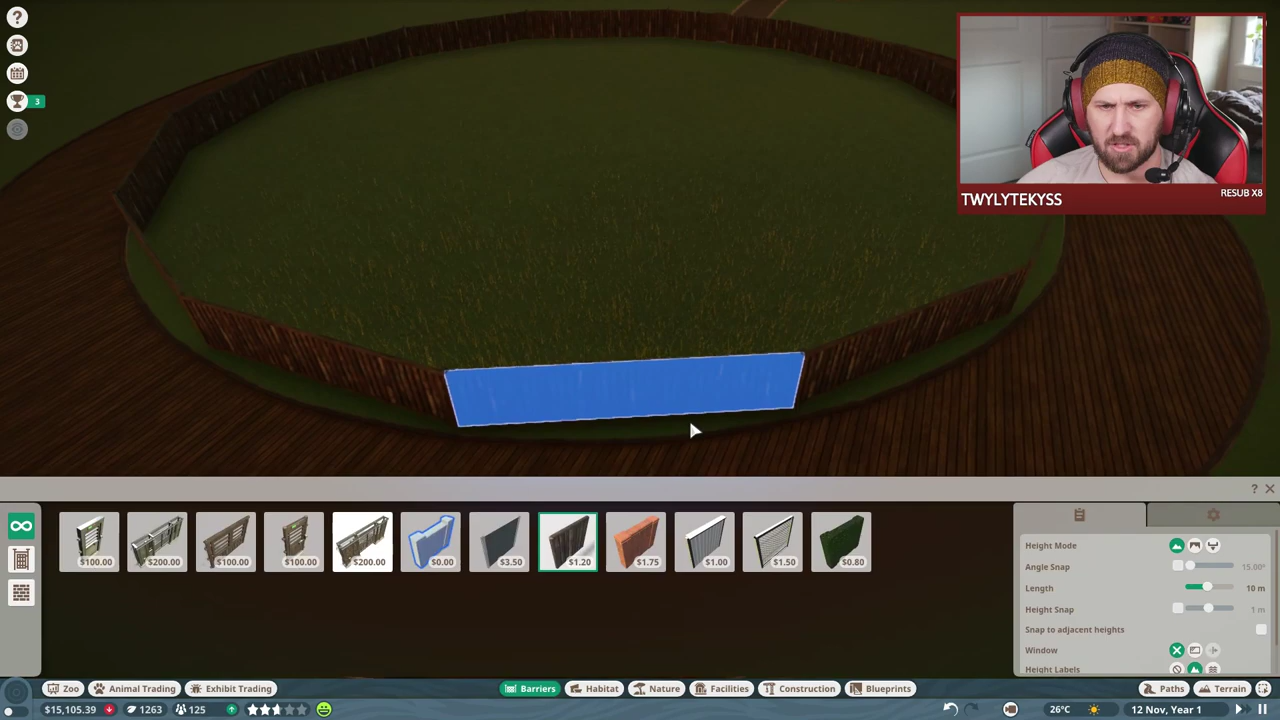 ?
3
TWYLYTEKYSS
RESUB X8
?
$100.00
$200.00
$100.00
$100.00
$200.00
$0.00
$3.50
$1.20
$1.75
$1.00
$1.50
$0.80
Height Mode
Angle Snap
15.00°
Length
10 m
Height Snap
1 m
Snap to adjacent heights
Window
Height Labels
Zoo
Animal Trading
Exhibit Trading
Barriers
Habitat
Nature
Facilities
Construction
Blueprints
Paths
Terrain
$15,105.39
1263
125
26°C
12 Nov, Year 1